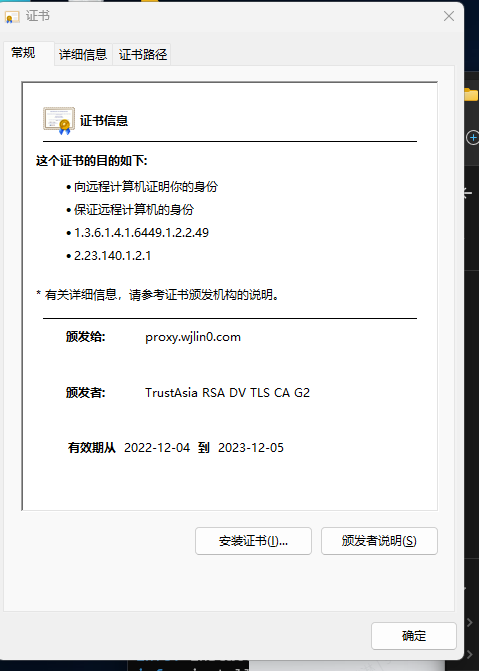 证书
常规
详细信息
证书路径
证书信息
这个证书的目的如下:
• 向远程计算机证明你的身份
• 保证远程计算机的身份
• 1.3.6.1.4.1.6449.1.2.2.49
• 2.23.140.1.2.1
* 有关详细信息，请参考证书颁发机构的说明。
颁发给: proxy.wjlin0.com
颁发者: TrustAsia RSA DV TLS CA G2
有效期从 2022-12-04 到 2023-12-05
安装证书(I)...
颁发者说明(S)
确定